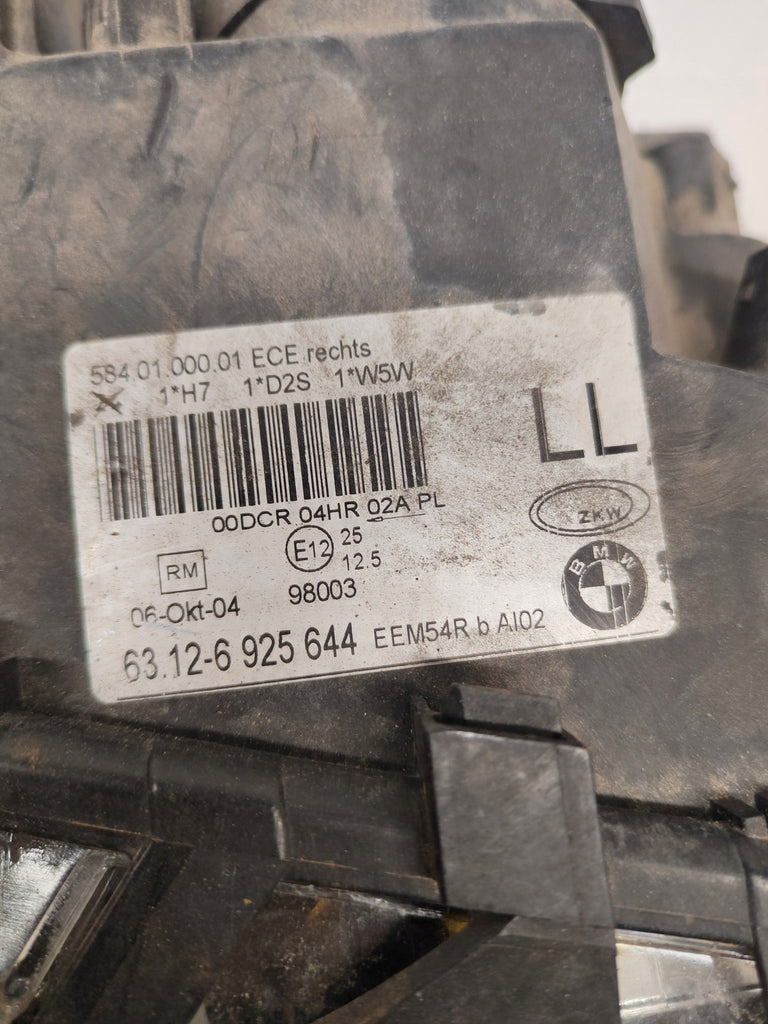 584.01.000.01 ECE rechts
1*H7 1*D2S 1*W5W
LL
00DCR 04HR 02A PL
ZKW
E12 25
12.5
RM
BMW
06-Okt-04 98003
63.12-6 925 644 EEM54R b AI02